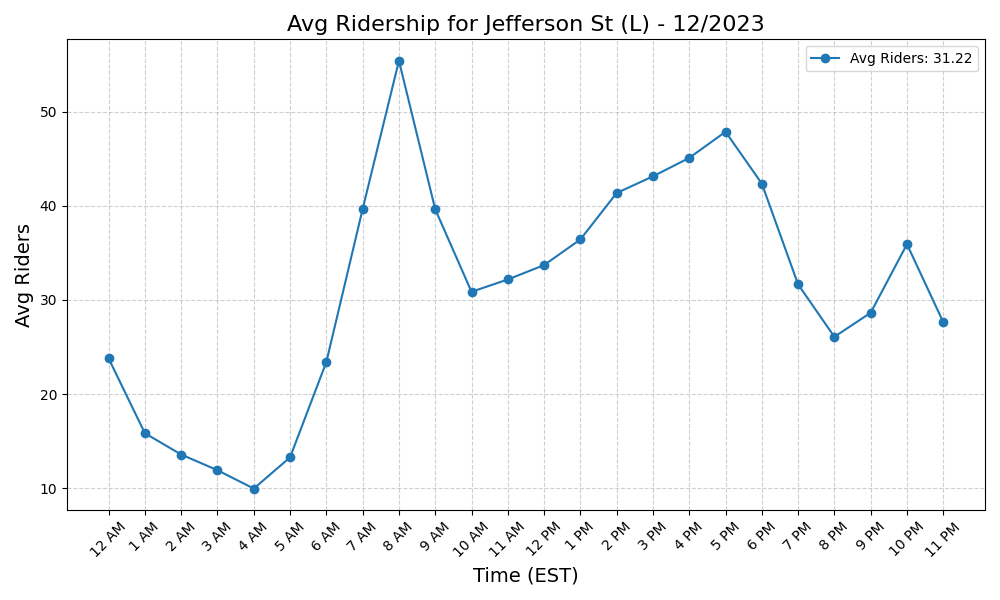 Avg Ridership for Jefferson St (L) - 12/2023
Avg Riders: 31.22
Avg Riders
50
40
30
20
10
12 AM
1 AM
2 AM
3 AM
4 AM
5 AM
6 AM
7 AM
8 AM
9 AM
10 AM
11 AM
12 PM
1 PM
2 PM
3 PM
4 PM
5 PM
6 PM
7 PM
8 PM
9 PM
10 PM
11 PM
Time (EST)